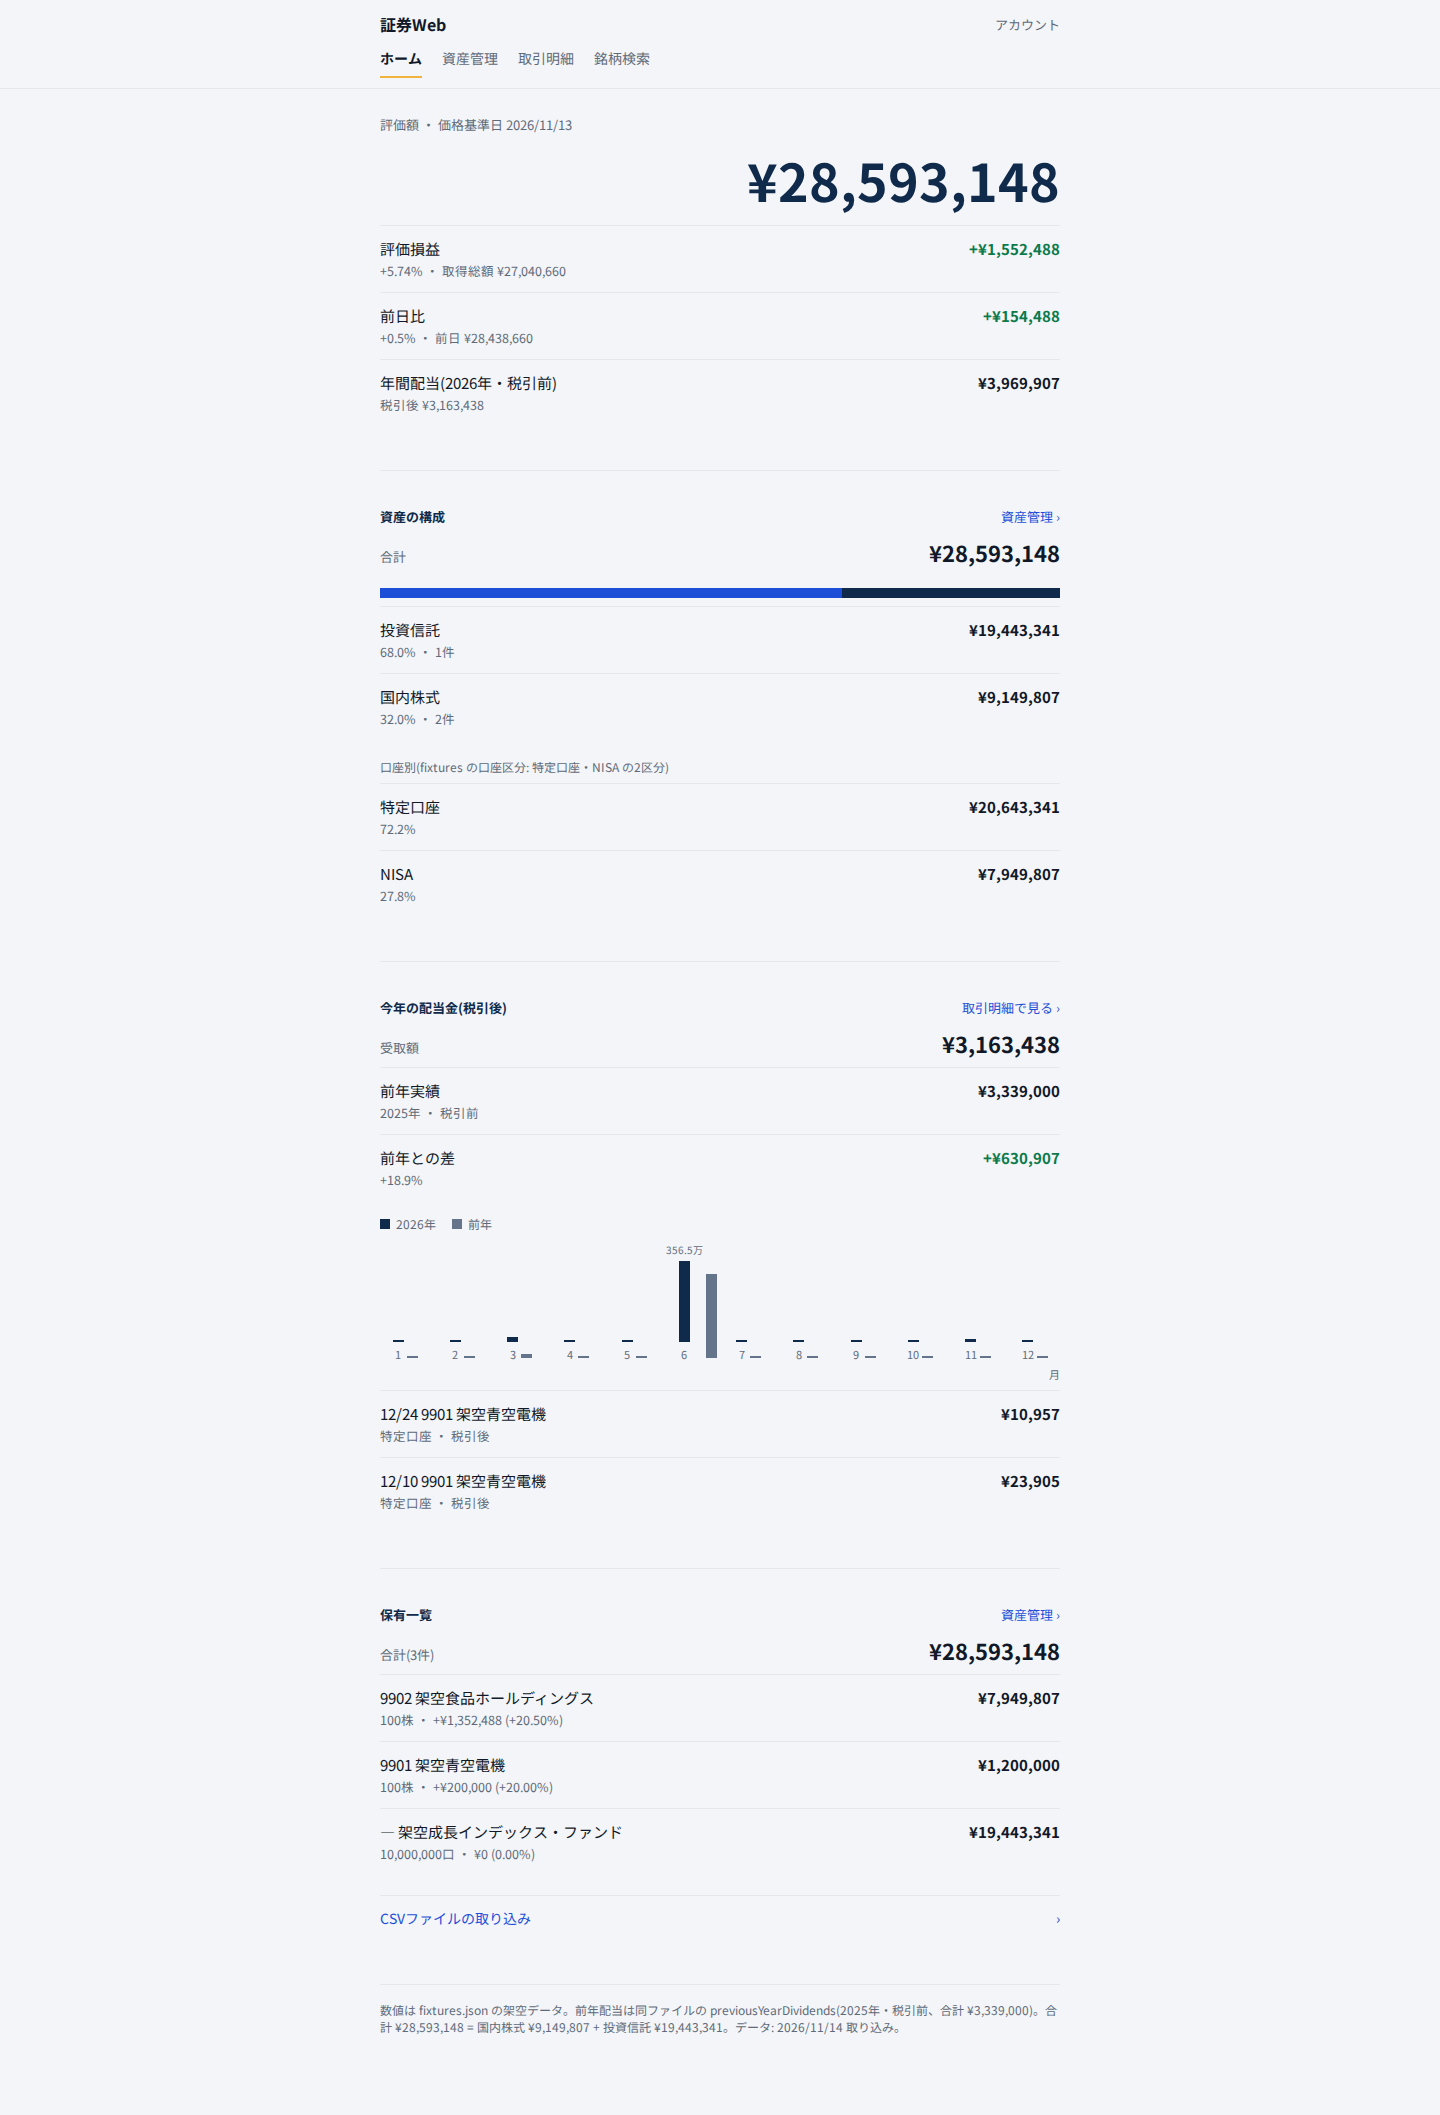 証券Web
アカウント
ホーム 資産管理 取引明細 銘柄検索
評価額 ・ 価格基準日 2026/11/13
¥28,593,148
評価損益 +¥1,552,488
+5.74% ・ 取得総額 ¥27,040,660
前日比 +¥154,488
+0.5% ・ 前日 ¥28,438,660
年間配当(2026年・税引前) ¥3,969,907
税引後 ¥3,163,438
資産の構成 資産管理 ›
合計 ¥28,593,148
投資信託 ¥19,443,341
68.0% ・ 1件
国内株式 ¥9,149,807
32.0% ・ 2件
口座別(fixtures の口座区分: 特定口座・NISA の2区分)
特定口座 ¥20,643,341
72.2%
NISA ¥7,949,807
27.8%
今年の配当金(税引後) 取引明細で見る ›
受取額 ¥3,163,438
前年実績 ¥3,339,000
2025年 ・ 税引前
前年との差 +¥630,907
+18.9%
2026年 前年
356.5万
1 2 3 4 5 6 7 8 9 10 11 12
月
12/24 9901 架空青空電機 ¥10,957
特定口座 ・ 税引後
12/10 9901 架空青空電機 ¥23,905
特定口座 ・ 税引後
保有一覧 資産管理 ›
合計(3件) ¥28,593,148
9902 架空食品ホールディングス ¥7,949,807
100株 ・ +¥1,352,488 (+20.50%)
9901 架空青空電機 ¥1,200,000
100株 ・ +¥200,000 (+20.00%)
— 架空成長インデックス・ファンド ¥19,443,341
10,000,000口 ・ ¥0 (0.00%)
CSVファイルの取り込み ›
数値は fixtures.json の架空データ。前年配当は同ファイルの previousYearDividends(2025年・税引前、合計 ¥3,339,000)。合
計 ¥28,593,148 = 国内株式 ¥9,149,807 + 投資信託 ¥19,443,341。データ: 2026/11/14 取り込み。